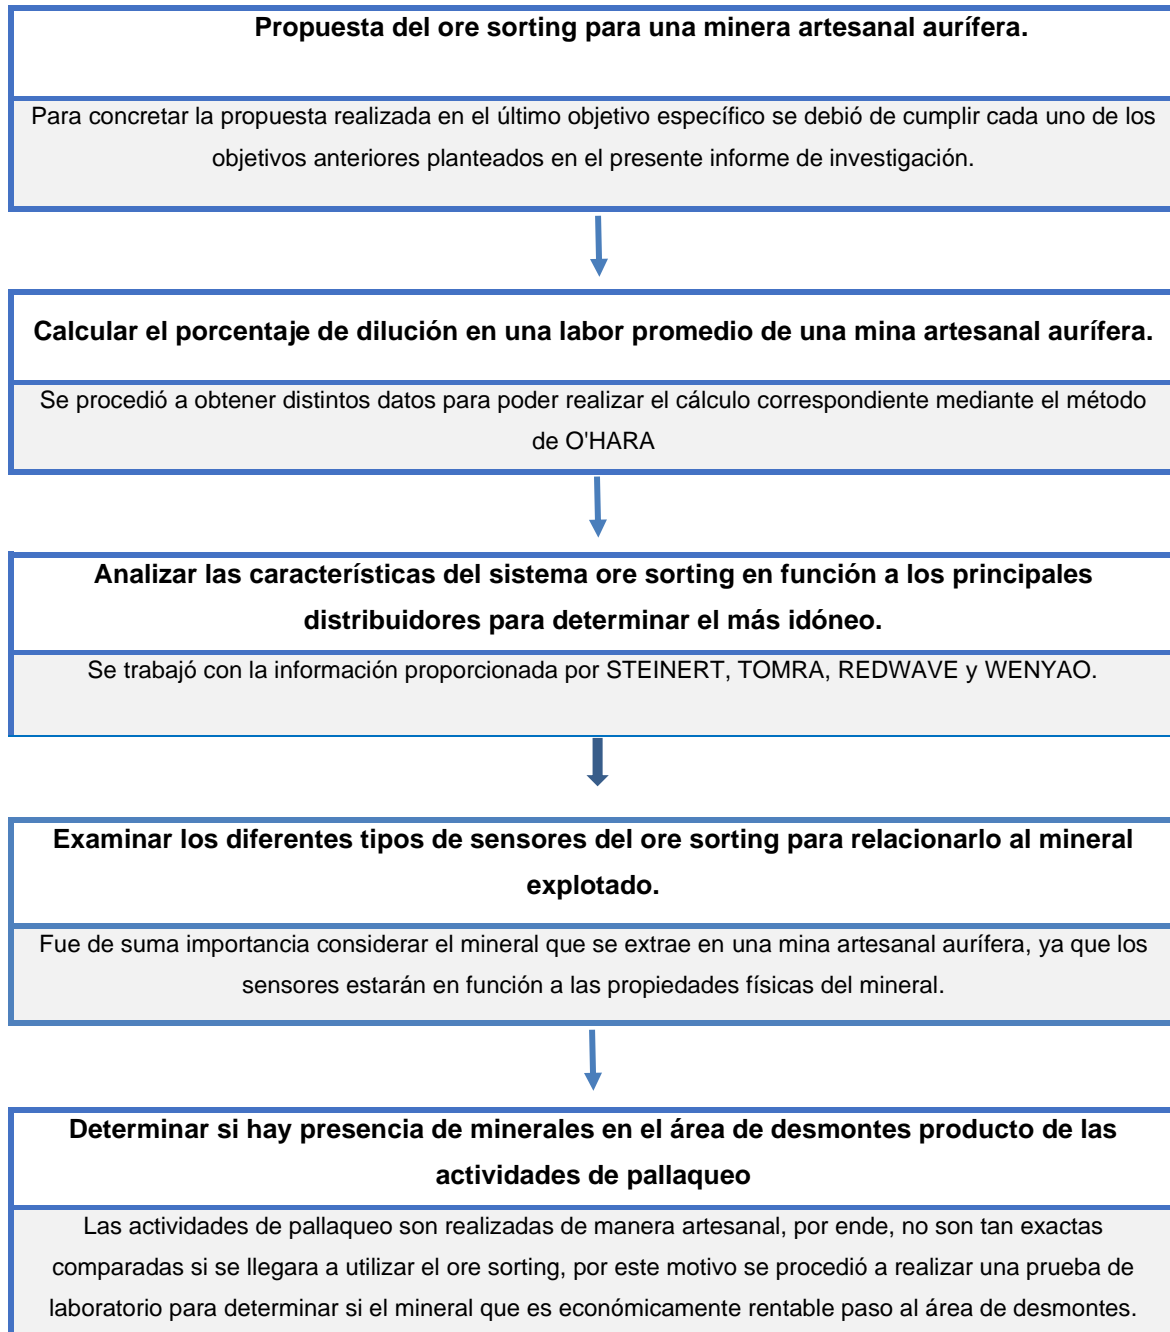 Propuesta del ore sorting para una minera artesanal aurífera.
Para concretar la propuesta realizada en el último objetivo específico se debió de cumplir cada uno de los
objetivos anteriores planteados en el presente informe de investigación.
Calcular el porcentaje de dilución en una labor promedio de una mina artesanal aurífera.
Se procedió a obtener distintos datos para poder realizar el cálculo correspondiente mediante el método
de O'HARA
Analizar las características del sistema ore sorting en función a los principales
distribuidores para determinar el más idóneo.
Se trabajó con la información proporcionada por STEINERT, TOMRA, REDWAVE y WENYAO.
Examinar los diferentes tipos de sensores del ore sorting para relacionarlo al mineral
explotado.
Fue de suma importancia considerar el mineral que se extrae en una mina artesanal aurífera, ya que los
sensores estarán en función a las propiedades físicas del mineral.
Determinar si hay presencia de minerales en el área de desmontes producto de las
actividades de pallaqueo
Las actividades de pallaqueo son realizadas de manera artesanal, por ende, no son tan exactas
comparadas si se llegara a utilizar el ore sorting, por este motivo se procedió a realizar una prueba de
laboratorio para determinar si el mineral que es económicamente rentable paso al área de desmontes.